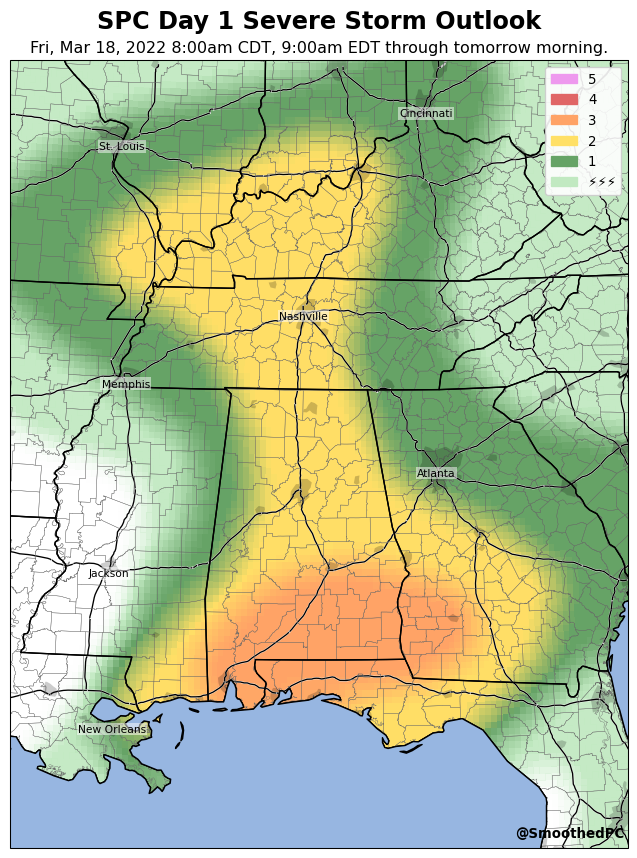 SPC Day 1 Severe Storm Outlook
Fri, Mar 18, 2022 8:00am CDT, 9:00am EDT through tomorrow morning.
5
4
3
2
1
⚡⚡⚡
Cincinnati
St. Louis
Nashville
Memphis
Atlanta
Jackson
New Orleans
@SmoothedPC